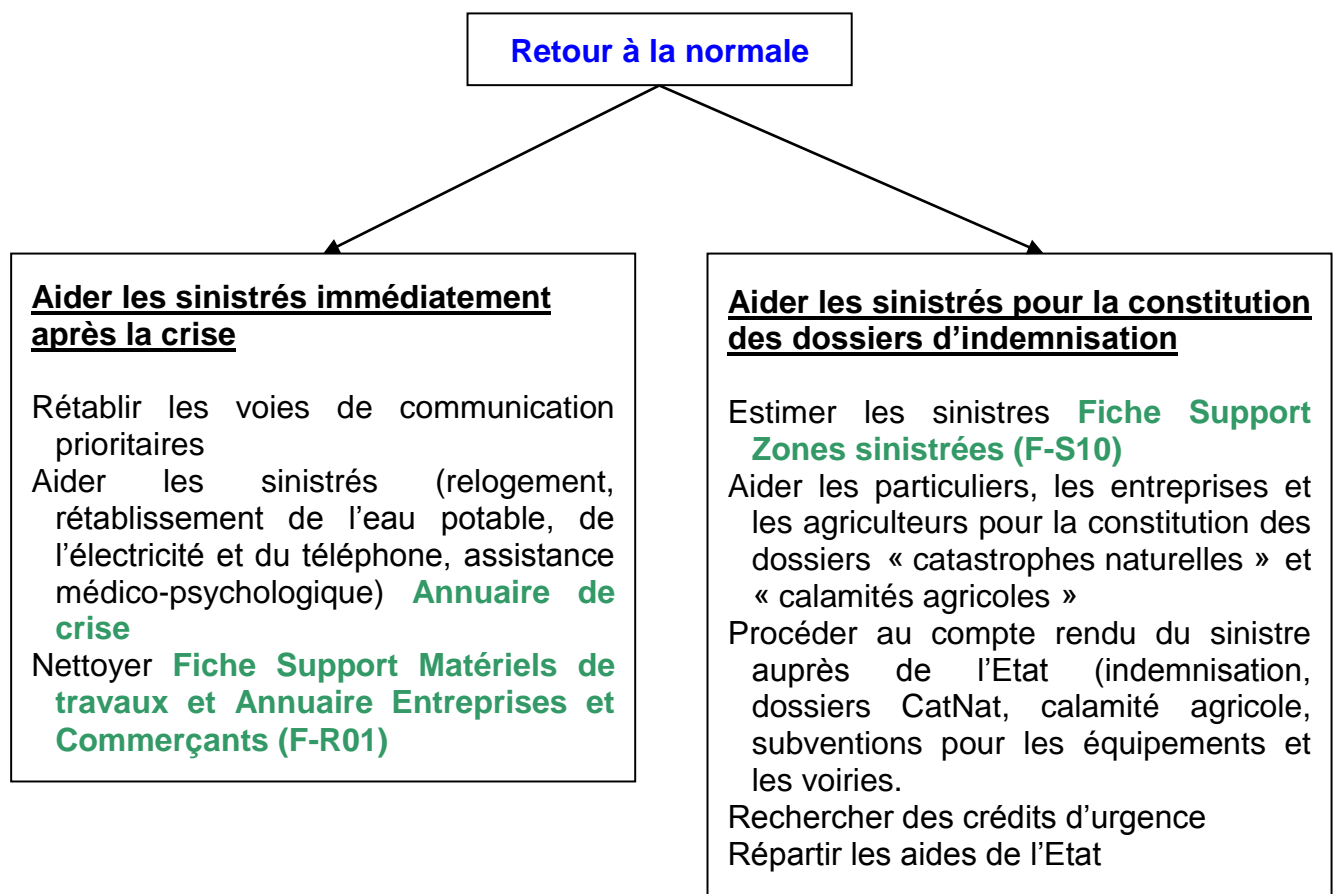 Retour à la normale
Aider les sinistrés immédiatement
après la crise
Rétablir les voies de communication
prioritaires
Aider les sinistrés (relogement,
rétablissement de l’eau potable, de
l’électricité et du téléphone, assistance
médico-psychologique) Annuaire de
crise
Nettoyer Fiche Support Matériels de
travaux et Annuaire Entreprises et
Commerçants (F-R01)
Aider les sinistrés pour la constitution
des dossiers d’indemnisation
Estimer les sinistres Fiche Support
Zones sinistrées (F-S10)
Aider les particuliers, les entreprises et
les agriculteurs pour la constitution des
dossiers « catastrophes naturelles » et
« calamités agricoles »
Procéder au compte rendu du sinistre
auprès de l’Etat (indemnisation,
dossiers CatNat, calamité agricole,
subventions pour les équipements et
les voiries.
Rechercher des crédits d’urgence
Répartir les aides de l’Etat